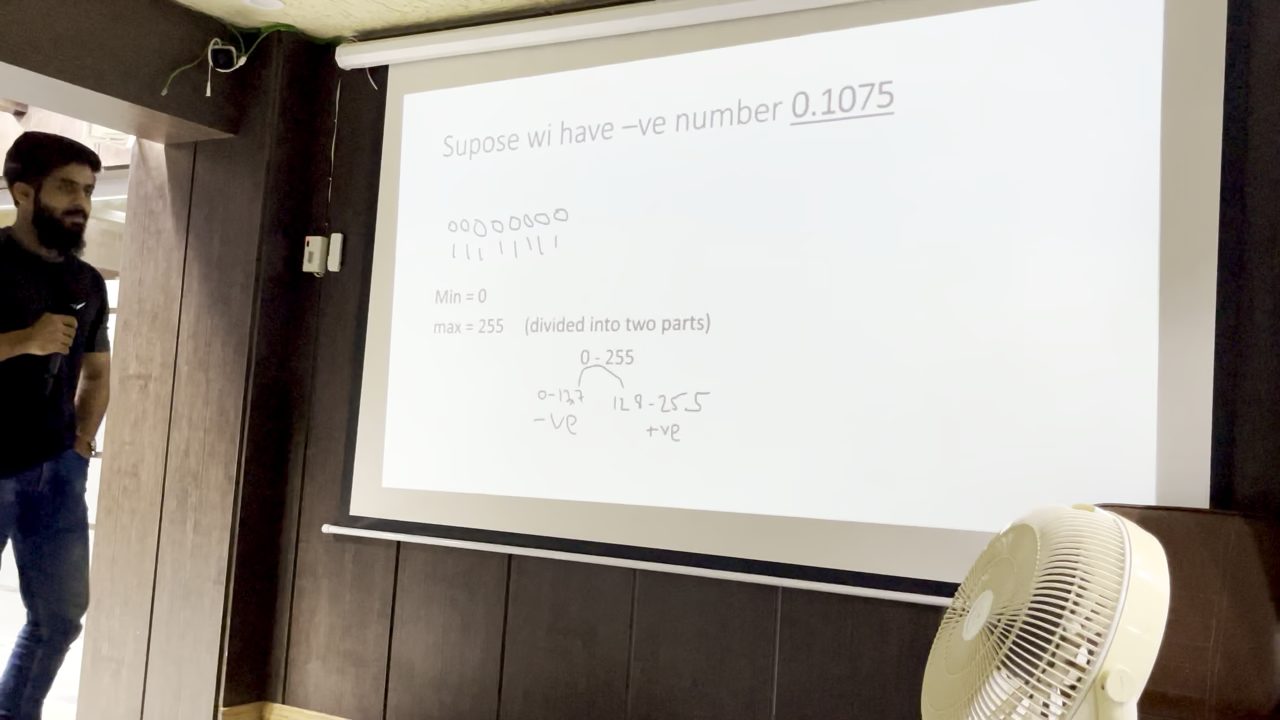 Supose wi have –ve number 0.1075
00000000
11111111
Min = 0
max = 255 (divided into two parts)
0 - 255
0-127 128-255
-ve +ve